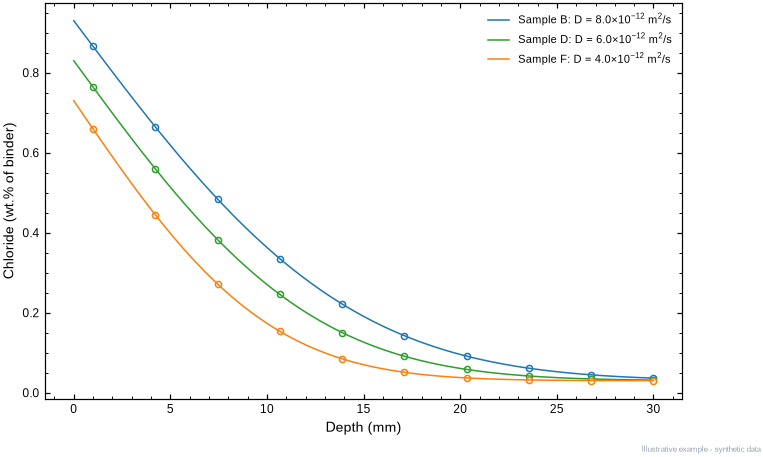 Sample B: D = 8.0×10⁻¹² m²/s
Sample D: D = 6.0×10⁻¹² m²/s
Sample F: D = 4.0×10⁻¹² m²/s
Chloride (wt.% of binder)
0.8
0.6
0.4
0.2
0.0
0 5 10 15 20 25 30
Depth (mm)
Illustrative example - synthetic data